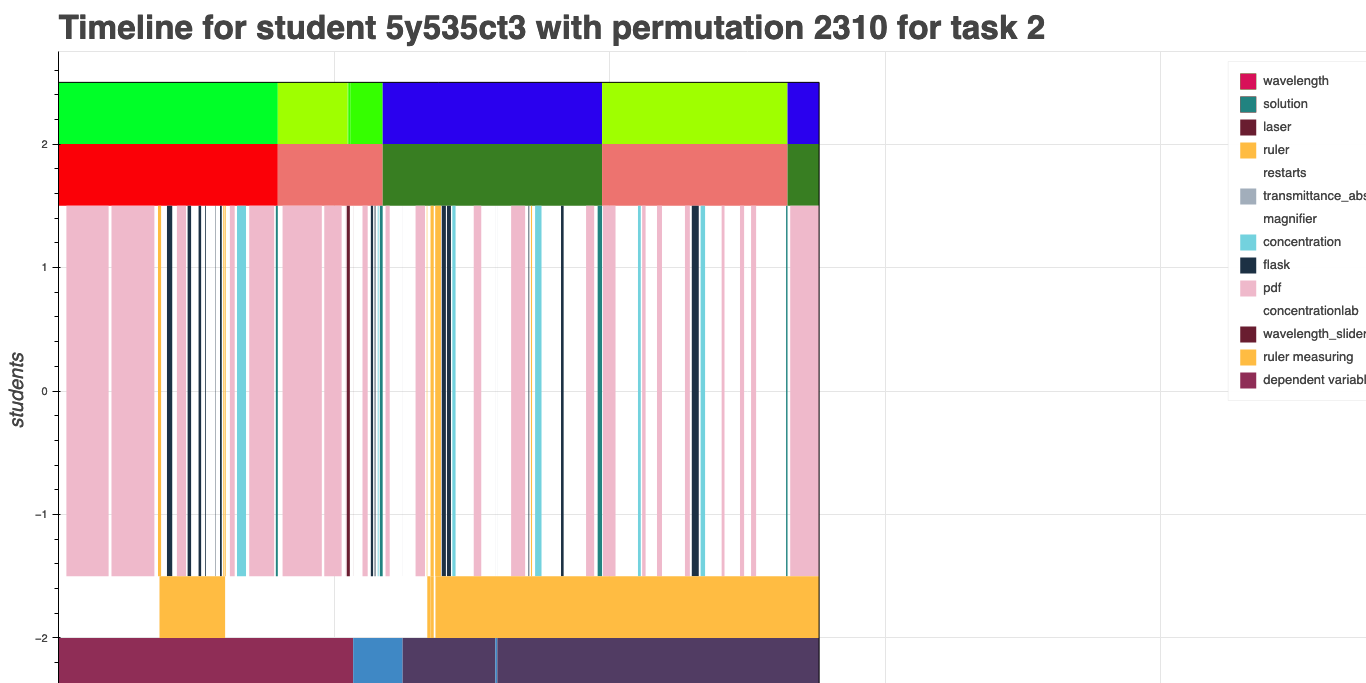 Timeline for student 5y535ct3 with permutation 2310 for task 2
students
2
1
0
−1
−2
wavelength
solution
laser
ruler
restarts
transmittance_abs
magnifier
concentration
flask
pdf
concentrationlab
wavelength_slider
ruler measuring
dependent variabl